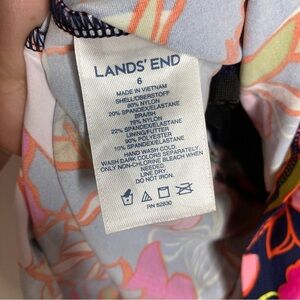 LANDS' END
6
MADE IN VIETNAM
SHELL/OBERSTOFF
80% NYLON
20% SPANDEX/ELASTANE
BRA/BH
78% NYLON
22% SPANDEX/ELASTANE
LINING/FUTTER
90% POLYESTER
10% SPANDEX/ELASTANE
HAND WASH COLD.
WASH DARK COLORS SEPARATELY.
ONLY NON-CHLORINE BLEACH WHEN
NEEDED.
LINE DRY.
DO NOT IRON.
RN 62830